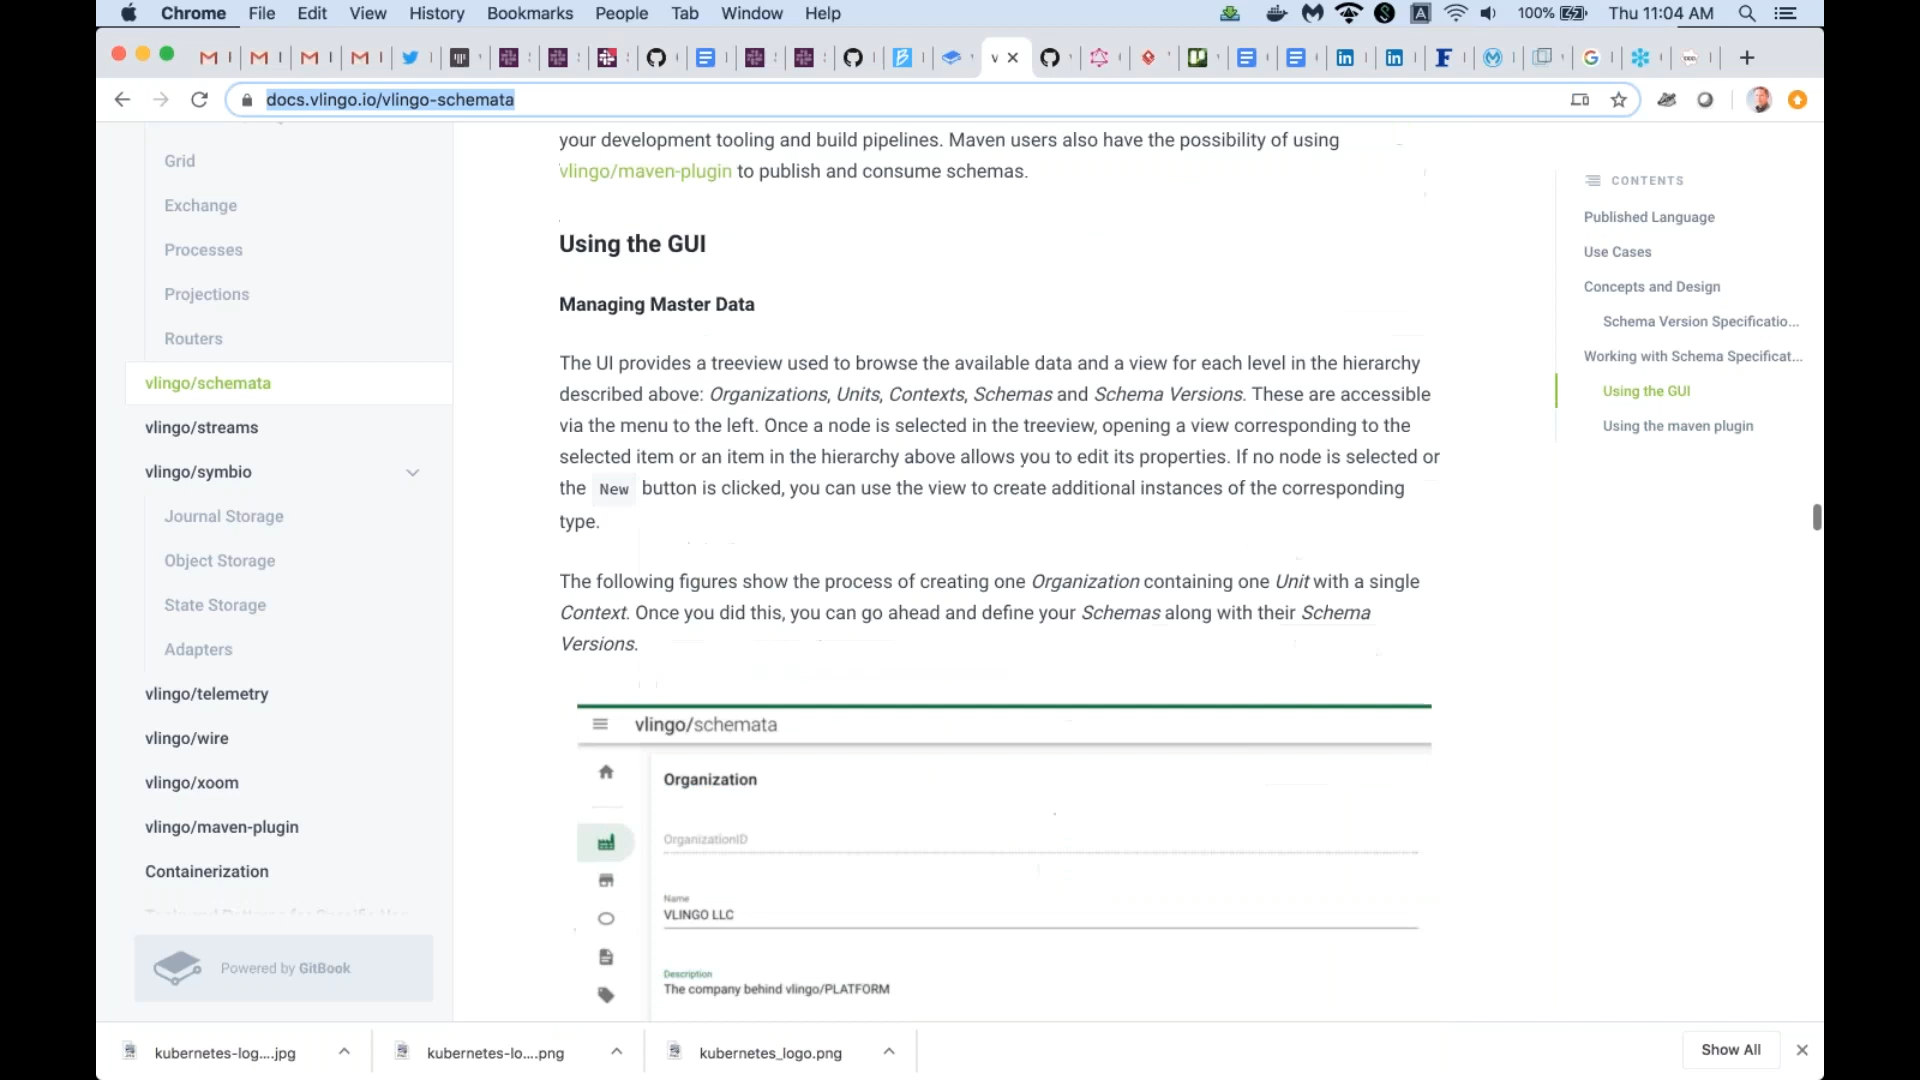 Chrome File Edit View History Bookmarks People Tab Window Help 100% Thu 11:04 AM
docs.vlingo.io/vlingo-schemata
Grid
Exchange
Processes
Projections
Routers
vlingo/schemata
vlingo/streams
vlingo/symbio
Journal Storage
Object Storage
State Storage
Adapters
vlingo/telemetry
vlingo/wire
vlingo/xoom
vlingo/maven-plugin
Containerization
Powered by GitBook
your development tooling and build pipelines. Maven users also have the possibility of using
vlingo/maven-plugin to publish and consume schemas.
Using the GUI
Managing Master Data
The UI provides a treeview used to browse the available data and a view for each level in the hierarchy
described above: Organizations, Units, Contexts, Schemas and Schema Versions. These are accessible
via the menu to the left. Once a node is selected in the treeview, opening a view corresponding to the
selected item or an item in the hierarchy above allows you to edit its properties. If no node is selected or
the New button is clicked, you can use the view to create additional instances of the corresponding
type.
The following figures show the process of creating one Organization containing one Unit with a single
Context. Once you did this, you can go ahead and define your Schemas along with their Schema
Versions.
vlingo/schemata
Organization
OrganizationID
Name
VLINGO LLC
Description
The company behind vlingo/PLATFORM
CONTENTS
Published Language
Use Cases
Concepts and Design
Schema Version Specificatio...
Working with Schema Specificat...
Using the GUI
Using the maven plugin
kubernetes-log....jpg
kubernetes-lo....png
kubernetes_logo.png
Show All